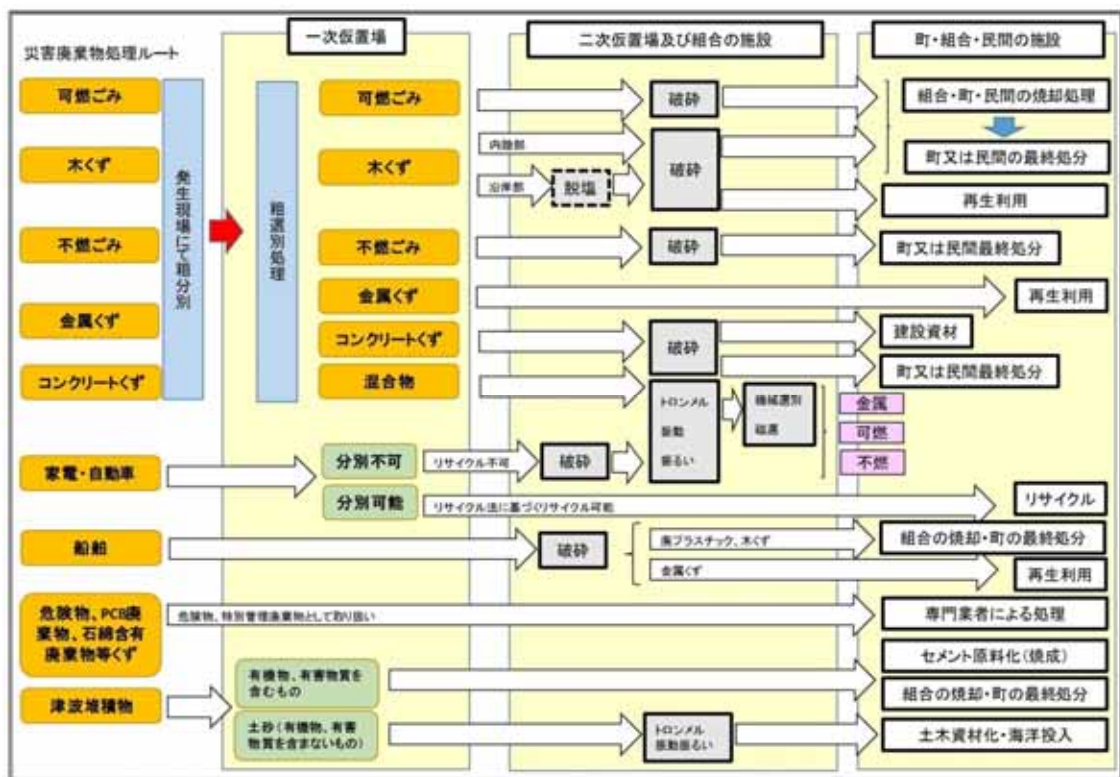 災害廃棄物処理ルート
一次仮置場
二次仮置場及び組合の施設
町・組合・民間の施設
可燃ごみ
木くず
不燃ごみ
金属くず
コンクリートくず
発生現場にて粗分別
粗選別処理
可燃ごみ
破砕
組合・町・民間の焼却処理
町又は民間の最終処分
木くず
内陸部
沿岸部
脱塩
破砕
再生利用
不燃ごみ
破砕
町又は民間最終処分
金属くず
再生利用
コンクリートくず
破砕
建設資材
町又は民間最終処分
混合物
トロンメル
振動
振るい
機械選別
磁選
金属
可燃
不燃
家電・自動車
分別不可
リサイクル不可
破砕
分別可能
リサイクル法に基づくリサイクル可能
リサイクル
船舶
破砕
廃プラスチック、木くず
組合の焼却・町の最終処分
金属くず
再生利用
危険物、PCB廃
棄物、石綿含有
廃棄物等くず
危険物、特別管理廃棄物として取り扱い
専門業者による処理
津波堆積物
有機物、有害物質を
含むもの
セメント原料化(焼成)
組合の焼却・町の最終処分
土砂(有機物、有害
物質を含まないもの)
トロンメル
振動振るい
土木資材化・海洋投入